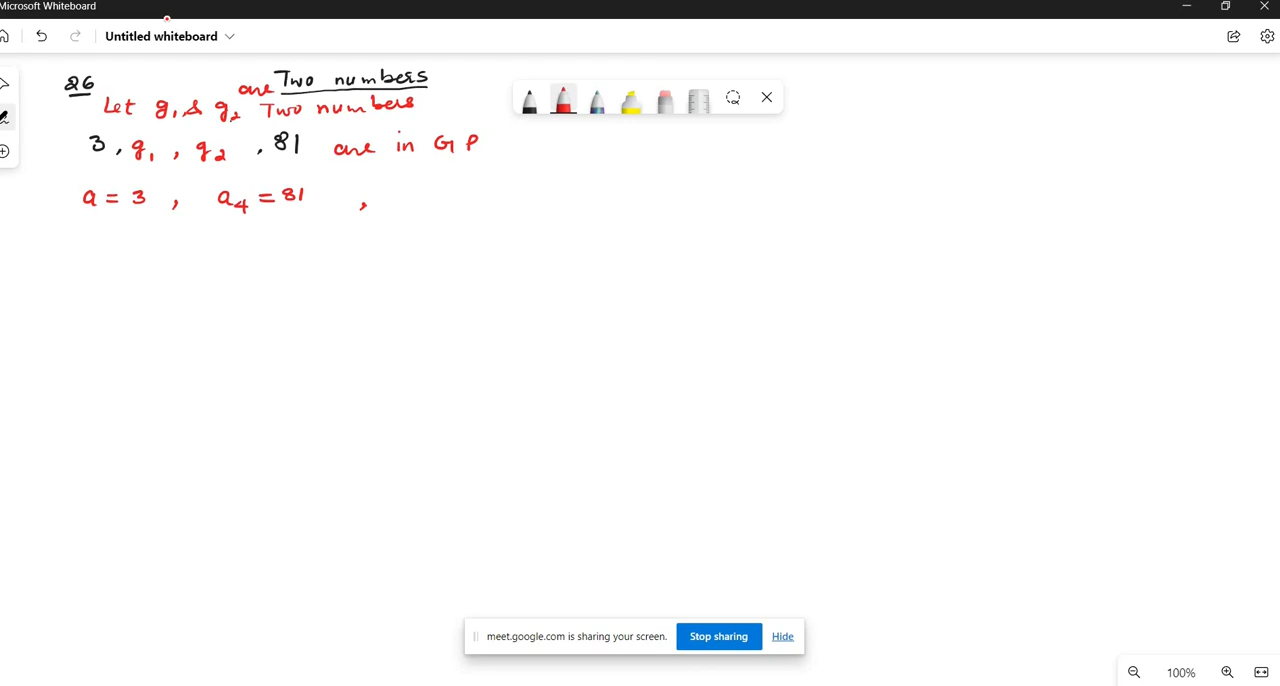 Microsoft Whiteboard
Untitled whiteboard
26
are Two numbers
Let g₁ & g₂ Two numbers
3, g₁, g₂, 81 are in G P
a = 3, a₄ = 81,
meet.google.com is sharing your screen. Stop sharing Hide
100%